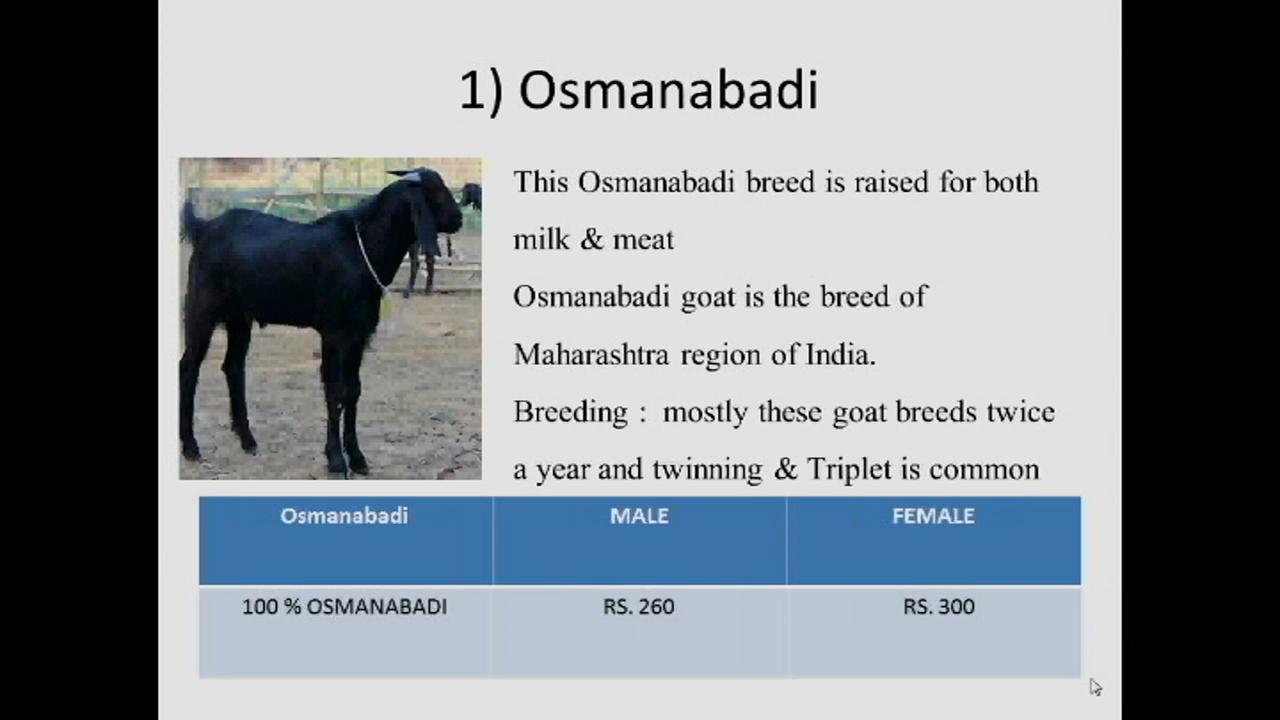 1) Osmanabadi
This Osmanabadi breed is raised for both
milk & meat
Osmanabadi goat is the breed of
Maharashtra region of India.
Breeding : mostly these goat breeds twice
a year and twinning & Triplet is common
Osmanabadi MALE FEMALE
100 % OSMANABADI RS. 260 RS. 300